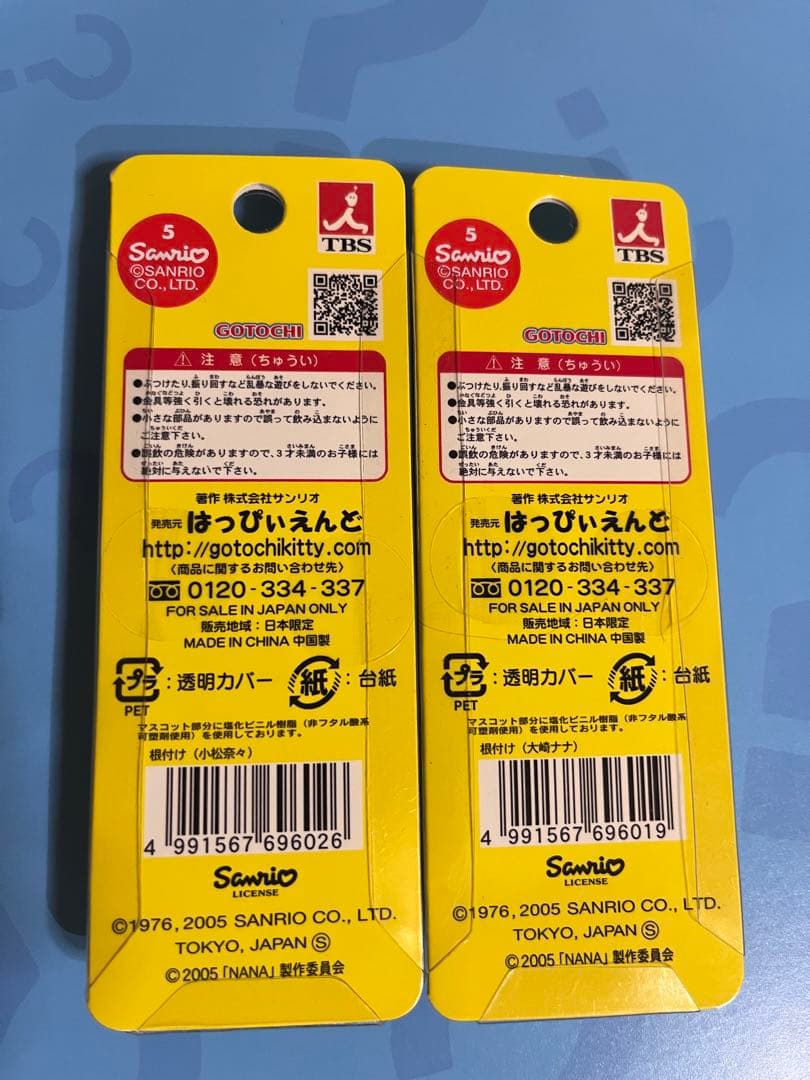 5
Sanrio
©SANRIO
CO., LTD.
TBS
GOTOCHI
⚠ 注 意（ちゅうい）
●ぶつけたり、振り回すなど乱暴な遊びをしないでください。
●金具等強く引くと壊れる恐れがあります。
●小さな部品がありますので誤って飲み込まないように
ご注意下さい。
●誤飲の危険がありますので、3才未満のお子様には
絶対に与えないで下さい。
著作 株式会社サンリオ
発売元 はっぴぃえんど
http://gotochikitty.com
〈商品に関するお問い合わせ先〉
0120-334-337
FOR SALE IN JAPAN ONLY
販売地域：日本限定
MADE IN CHINA 中国製
プラ：透明カバー 紙：台紙
PET
マスコット部分に塩化ビニル樹脂（非フタル酸系
可塑剤使用）を使用しております。
根付け（小松奈々）
4 991567 696026
Sanrio
LICENSE
©1976, 2005 SANRIO CO., LTD.
TOKYO, JAPAN Ⓢ
©2005「NANA」製作委員会
5
Sanrio
©SANRIO
CO., LTD.
TBS
GOTOCHI
⚠ 注 意（ちゅうい）
●ぶつけたり、振り回すなど乱暴な遊びをしないでください。
●金具等強く引くと壊れる恐れがあります。
●小さな部品がありますので誤って飲み込まないように
ご注意下さい。
●誤飲の危険がありますので、3才未満のお子様には
絶対に与えないで下さい。
著作 株式会社サンリオ
発売元 はっぴぃえんど
http://gotochikitty.com
〈商品に関するお問い合わせ先〉
0120-334-337
FOR SALE IN JAPAN ONLY
販売地域：日本限定
MADE IN CHINA 中国製
プラ：透明カバー 紙：台紙
PET
マスコット部分に塩化ビニル樹脂（非フタル酸系
可塑剤使用）を使用しております。
根付け（大崎ナナ）
4 991567 696019
Sanrio
LICENSE
©1976, 2005 SANRIO CO., LTD.
TOKYO, JAPAN Ⓢ
©2005「NANA」製作委員会